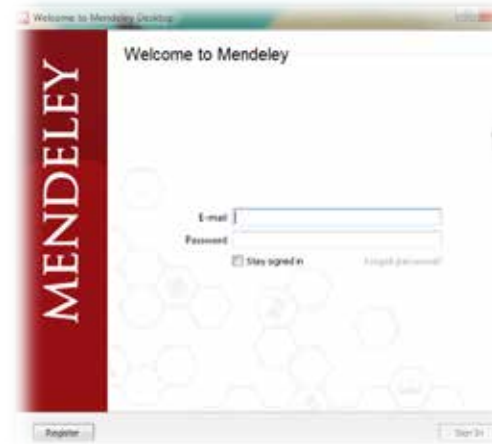 Welcome to Mendeley Desktop
MENDELEY
Welcome to Mendeley
E-mail
Password
Stay signed in
Forgot password?
Register
Sign In